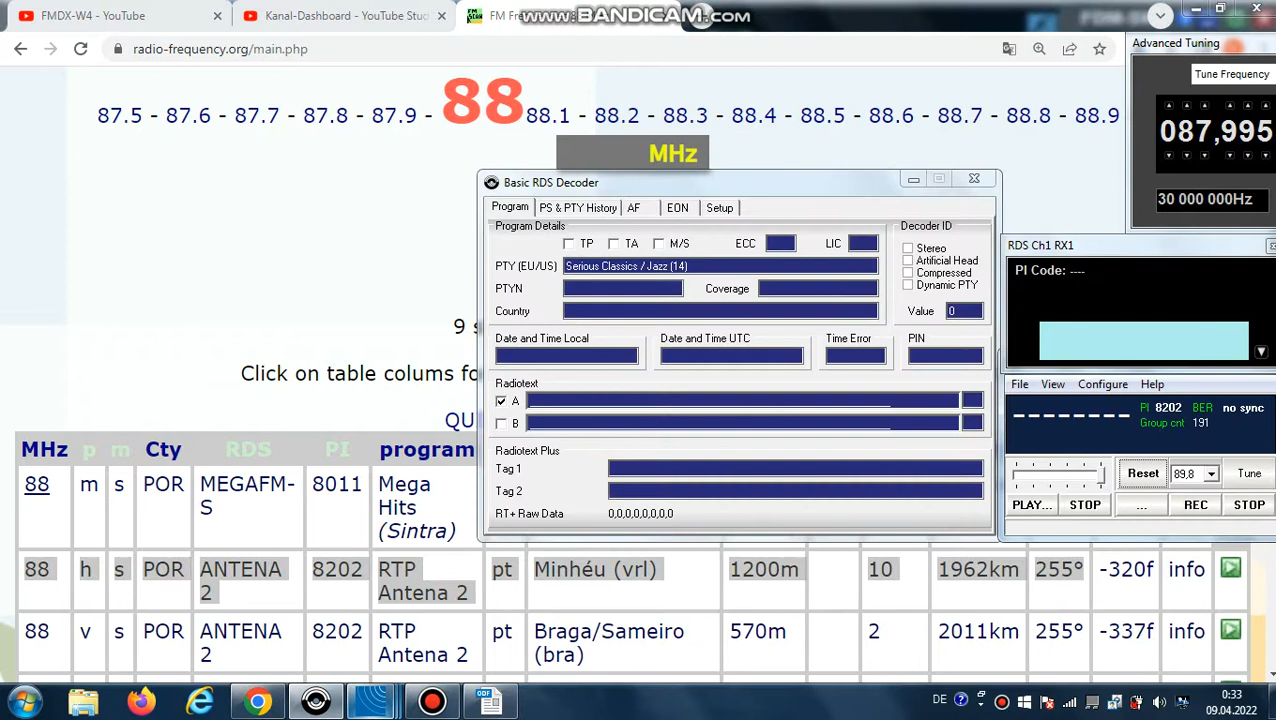 FMDX-W4 - YouTube
Kanal-Dashboard - YouTube Stu
FM Fre
www.BANDICAM.com
radio-frequency.org/main.php
Advanced Tuning
Tune Frequency
087,995
30 000 000Hz
87.5 - 87.6 - 87.7 - 87.8 - 87.9 - 88 88.1 - 88.2 - 88.3 - 88.4 - 88.5 - 88.6 - 88.7 - 88.8 - 88.9
MHz
Basic RDS Decoder
Program
PS & PTY History
AF
EON
Setup
Program Details
TP
TA
M/S
ECC
LIC
PTY (EU/US)
Serious Classics / Jazz (14)
PTYN
Coverage
Country
Decoder ID
Stereo
Artificial Head
Compressed
Dynamic PTY
Value
0
Date and Time Local
Date and Time UTC
Time Error
PIN
Radiotext
A
B
Radiotext Plus
Tag 1
Tag 2
RT+ Raw Data
0,0,0,0,0,0,0,0
RDS Ch1 RX1
PI Code: ----
File
View
Configure
Help
--------
PI 8202 BER no sync
Group cnt 191
Reset
89,8
Tune
PLAY...
STOP
...
REC
STOP
9 s
Click on table colums fo
QU
MHz p m Cty RDS PI program
88 m s POR MEGAFM-S 8011 Mega Hits (Sintra)
88 h s POR ANTENA 2 8202 RTP Antena 2 pt Minhéu (vrl) 1200m 10 1962km 255° -320f info
88 v s POR ANTENA 2 8202 RTP Antena 2 pt Braga/Sameiro (bra) 570m 2 2011km 255° -337f info
DE
0:33
09.04.2022